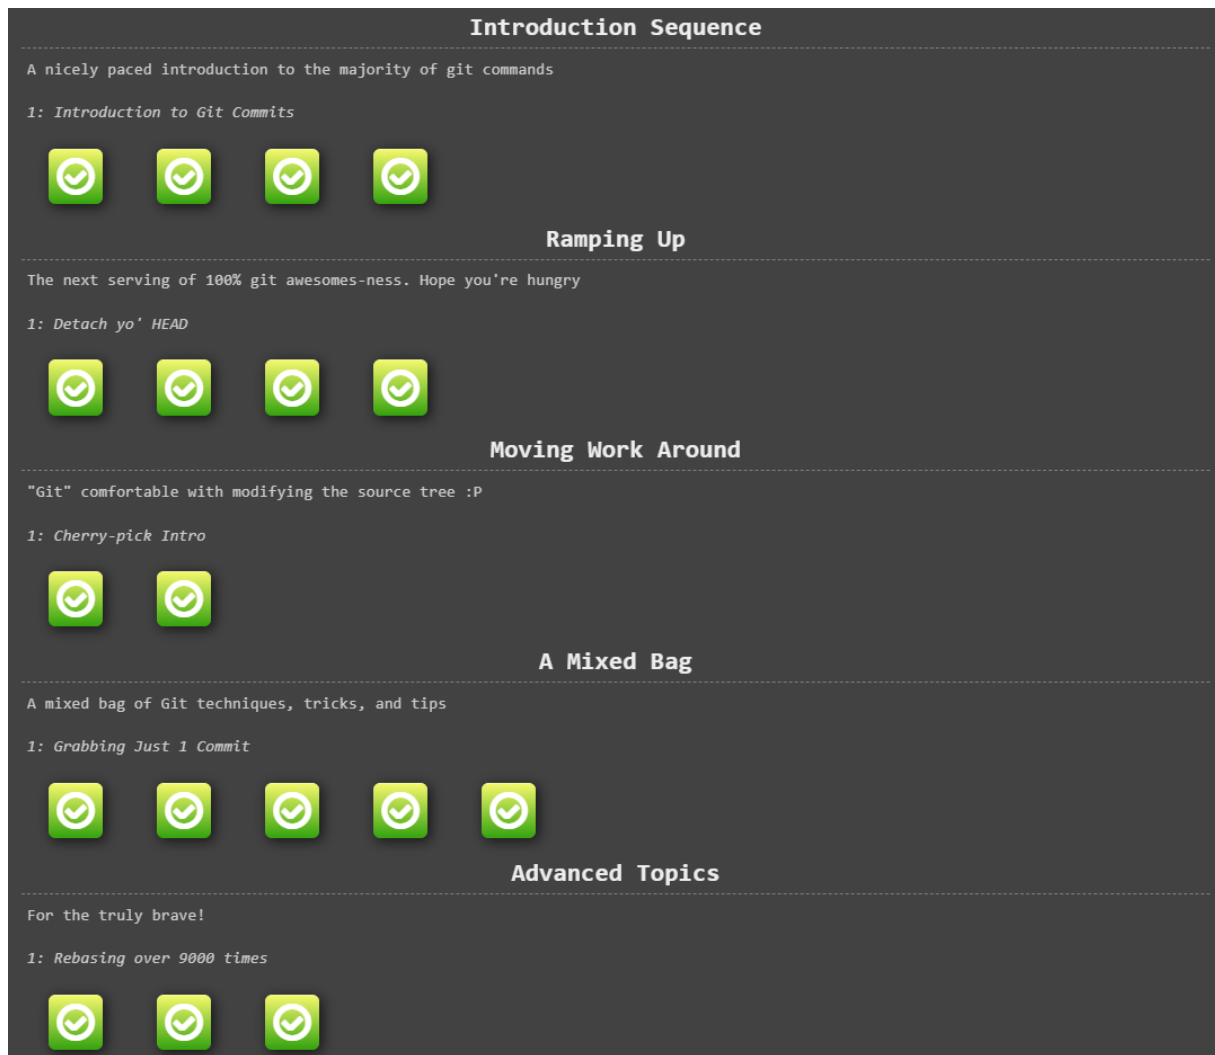 Introduction Sequence
A nicely paced introduction to the majority of git commands
1: Introduction to Git Commits
Ramping Up
The next serving of 100% git awesomes-ness. Hope you're hungry
1: Detach yo' HEAD
Moving Work Around
"Git" comfortable with modifying the source tree :P
1: Cherry-pick Intro
A Mixed Bag
A mixed bag of Git techniques, tricks, and tips
1: Grabbing Just 1 Commit
Advanced Topics
For the truly brave!
1: Rebasing over 9000 times